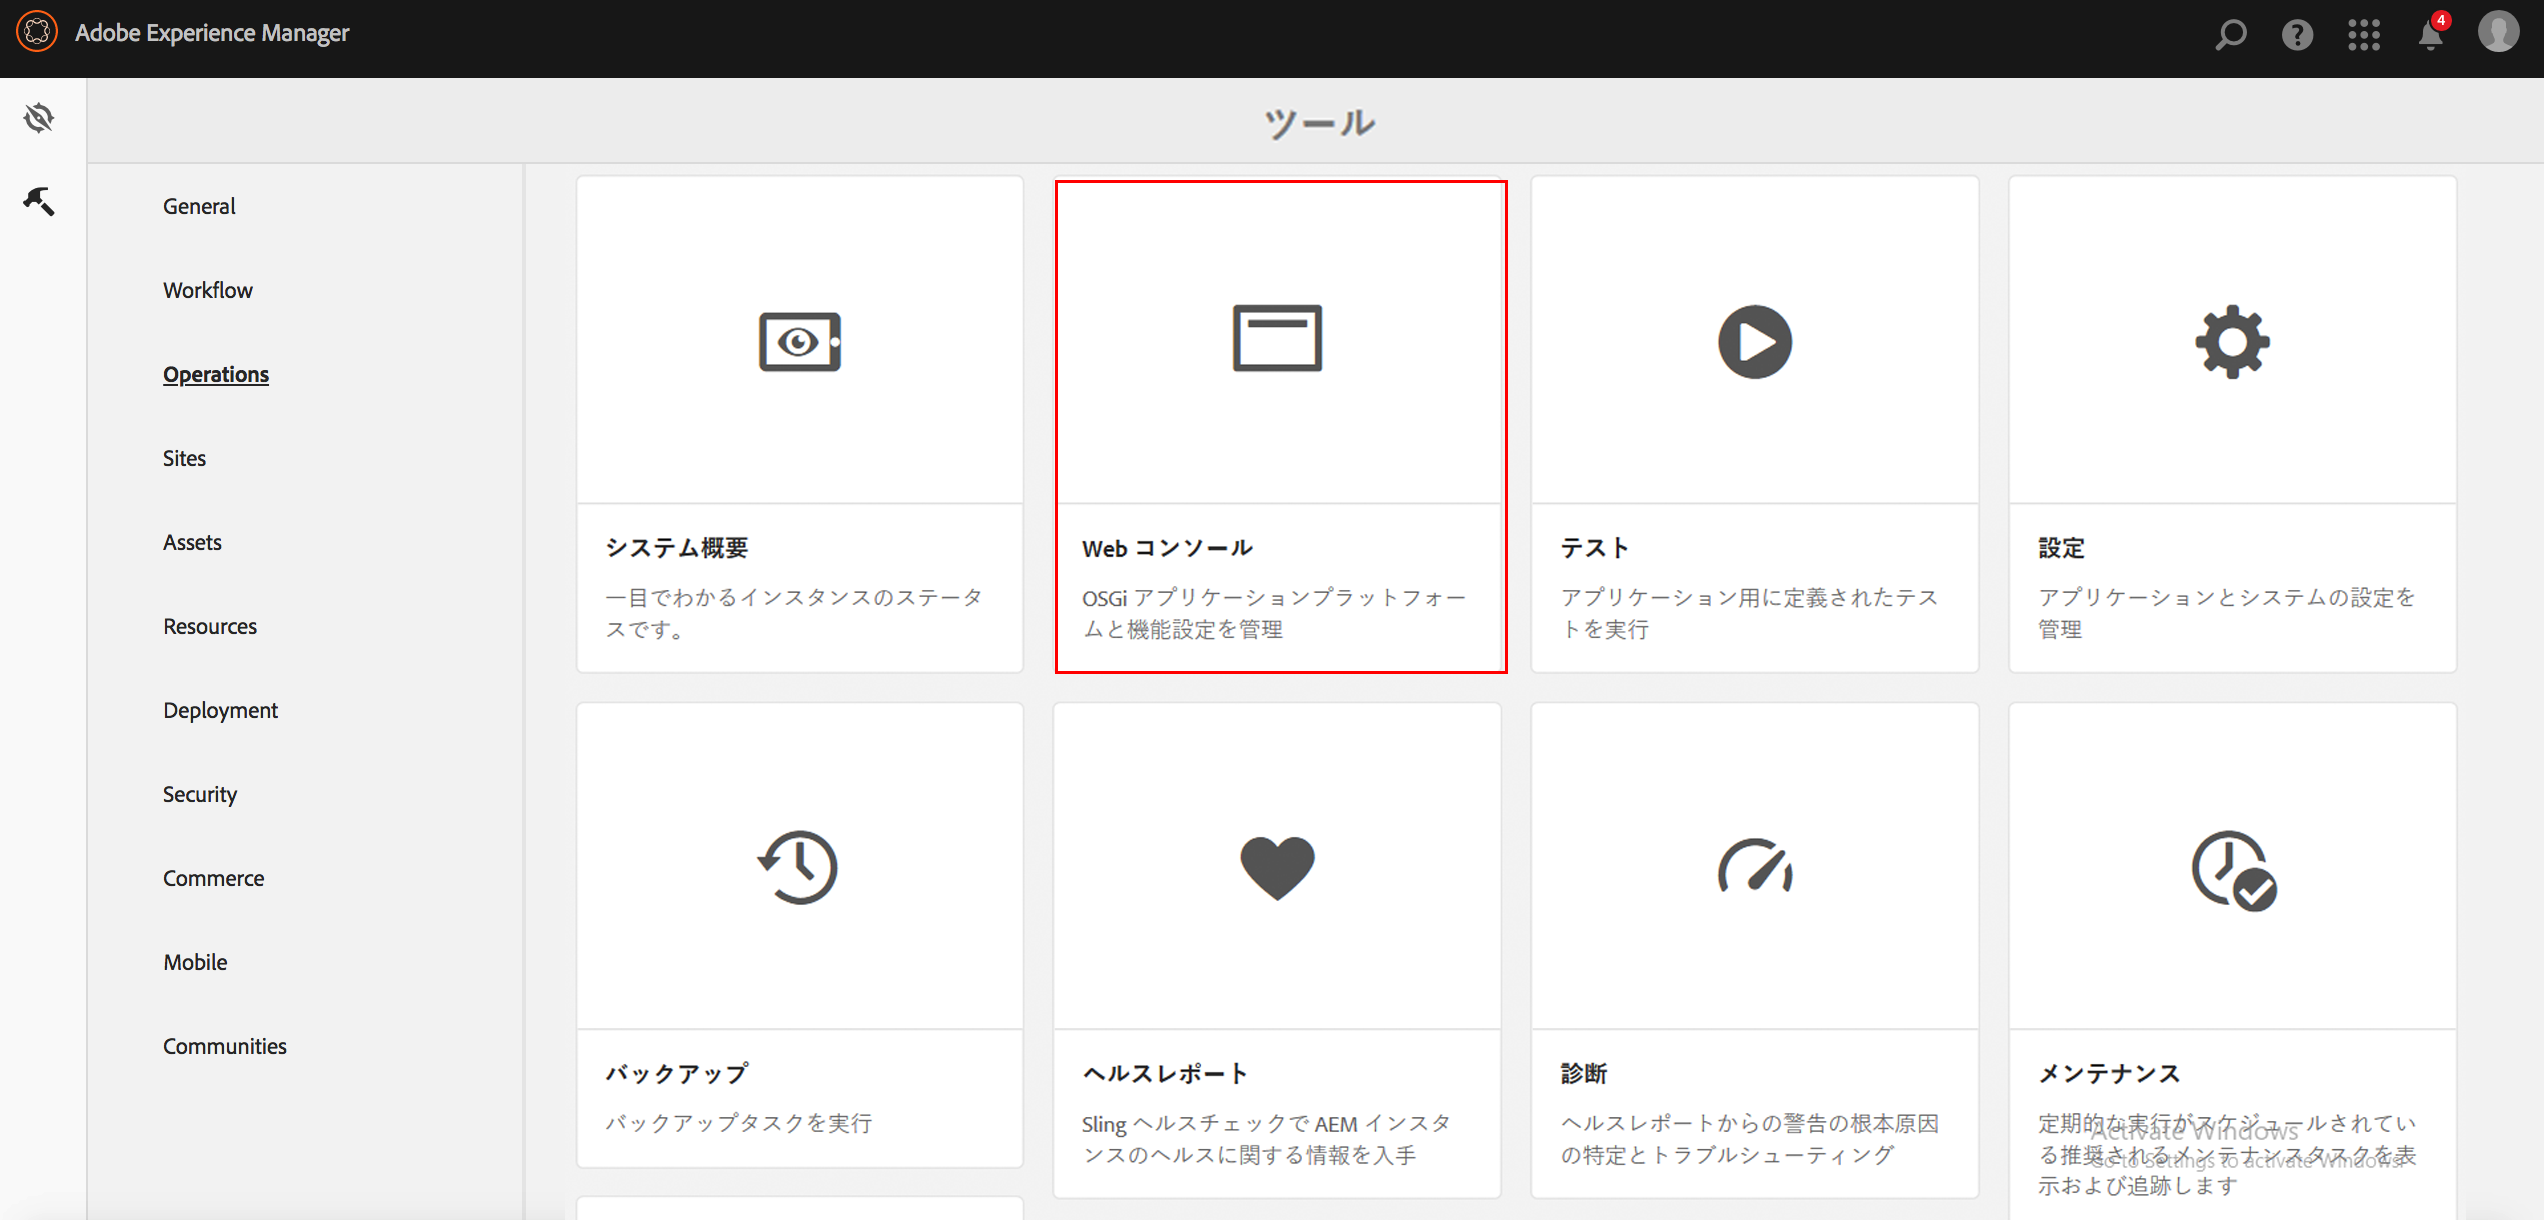 Adobe Experience Manager
4
ツール
General
Workflow
Operations
Sites
Assets
Resources
Deployment
Security
Commerce
Mobile
Communities
システム概要
一目でわかるインスタンスのステータ
スです。
Web コンソール
OSGi アプリケーションプラットフォー
ムと機能設定を管理
テスト
アプリケーション用に定義されたテス
トを実行
設定
アプリケーションとシステムの設定を
管理
バックアップ
バックアップタスクを実行
ヘルスレポート
Sling ヘルスチェックで AEM インスタ
ンスのヘルスに関する情報を入手
診断
ヘルスレポートからの警告の根本原因
の特定とトラブルシューティング
メンテナンス
定期的な実行がスケジュールされてい
る推奨されるメンテナンスタスクを表
示および追跡します
Activate Windows
Go to Settings to activate Windows.